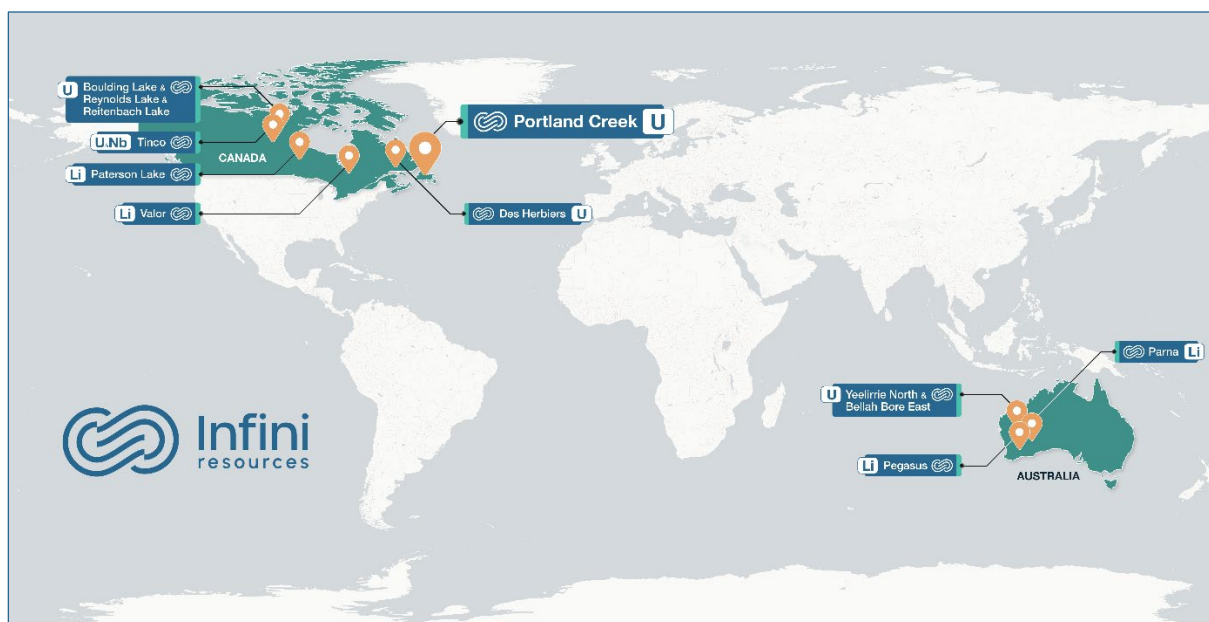 U Boulding Lake &
Reynolds Lake &
Reitenbach Lake
U,Nb Tinco
CANADA
Li Paterson Lake
Li Valor
Portland Creek U
Des Herbiers U
Parna Li
U Yeelirrie North &
Bellah Bore East
Li Pegasus
AUSTRALIA
Infini
resources